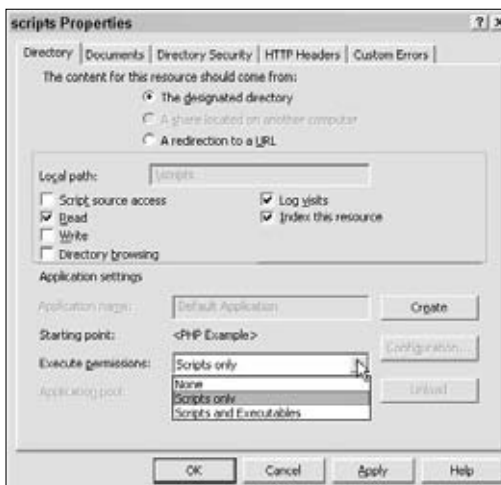 scripts Properties
Directory Documents Directory Security HTTP Headers Custom Errors
The content for this resource should come from:
The designated directory
A share located on another computer
A redirection to a URL
Local path: \scripts
Script source access
Log visits
Read
Index this resource
Write
Directory browsing
Application settings
Application name: Default Application
Create
Starting point: <PHP Example>
Configuration...
Execute permissions: Scripts only
None
Application pool:
Scripts only
Unload
Scripts and Executables
OK Cancel Apply Help